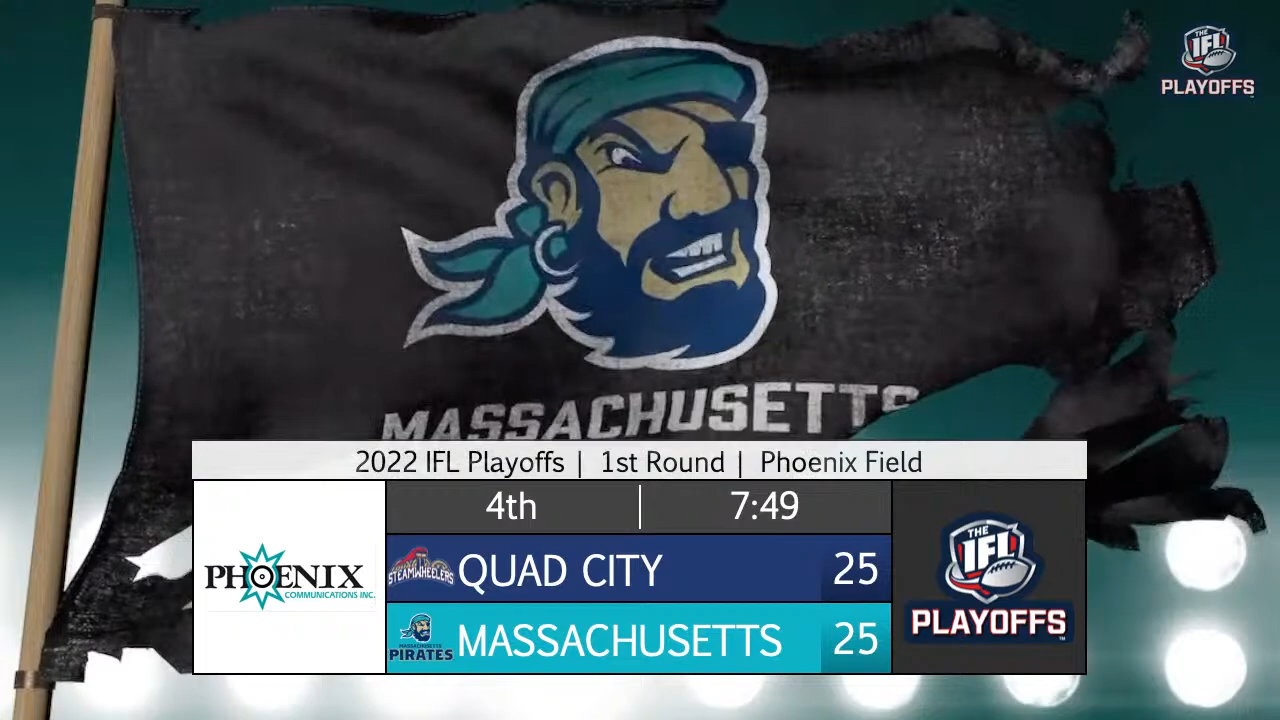 THE
IFL
PLAYOFFS
MASSACHUSETTS
2022 IFL Playoffs | 1st Round | Phoenix Field
4th | 7:49
PHOENIX
COMMUNICATIONS INC.
STEAMWHEELERS
QUAD CITY 25
MASSACHUSETTS
PIRATES
MASSACHUSETTS 25
THE
IFL
PLAYOFFS